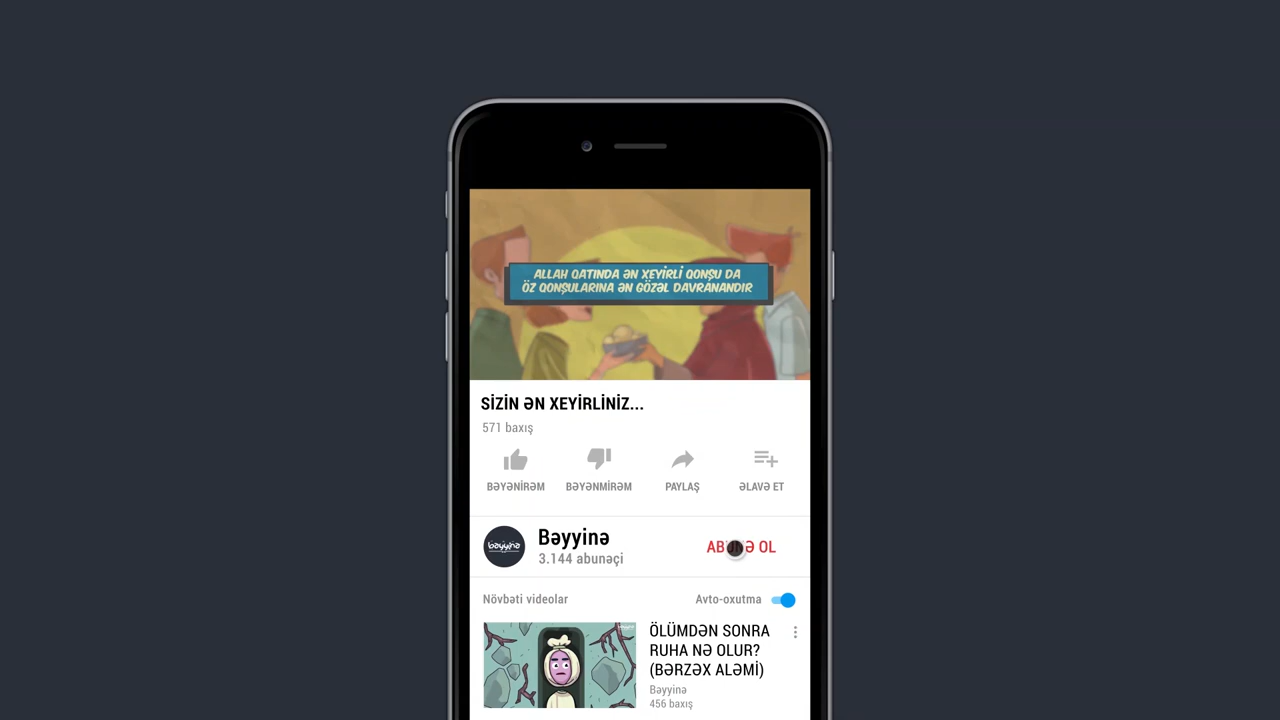 ALLAH QATINDA ƏN XEYİRLİ QONŞU DA
ÖZ QONŞULARINA ƏN GÖZƏL DAVRANANDIR
SİZİN ƏN XEYİRLİNİZ...
571 baxış
BƏYƏNİRƏM
BƏYƏNMİRƏM
PAYLAŞ
ƏLAVƏ ET
bəyyinə
Bəyyinə
3.144 abunəçi
ABUNƏ OL
Növbəti videolar
Avto-oxutma
ÖLÜMDƏN SONRA
RUHA NƏ OLUR?
(BƏRZƏX ALƏMİ)
Bəyyinə
456 baxış